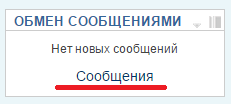 ОБМЕН СООБЩЕНИЯМИ
Нет новых сообщений
Сообщения